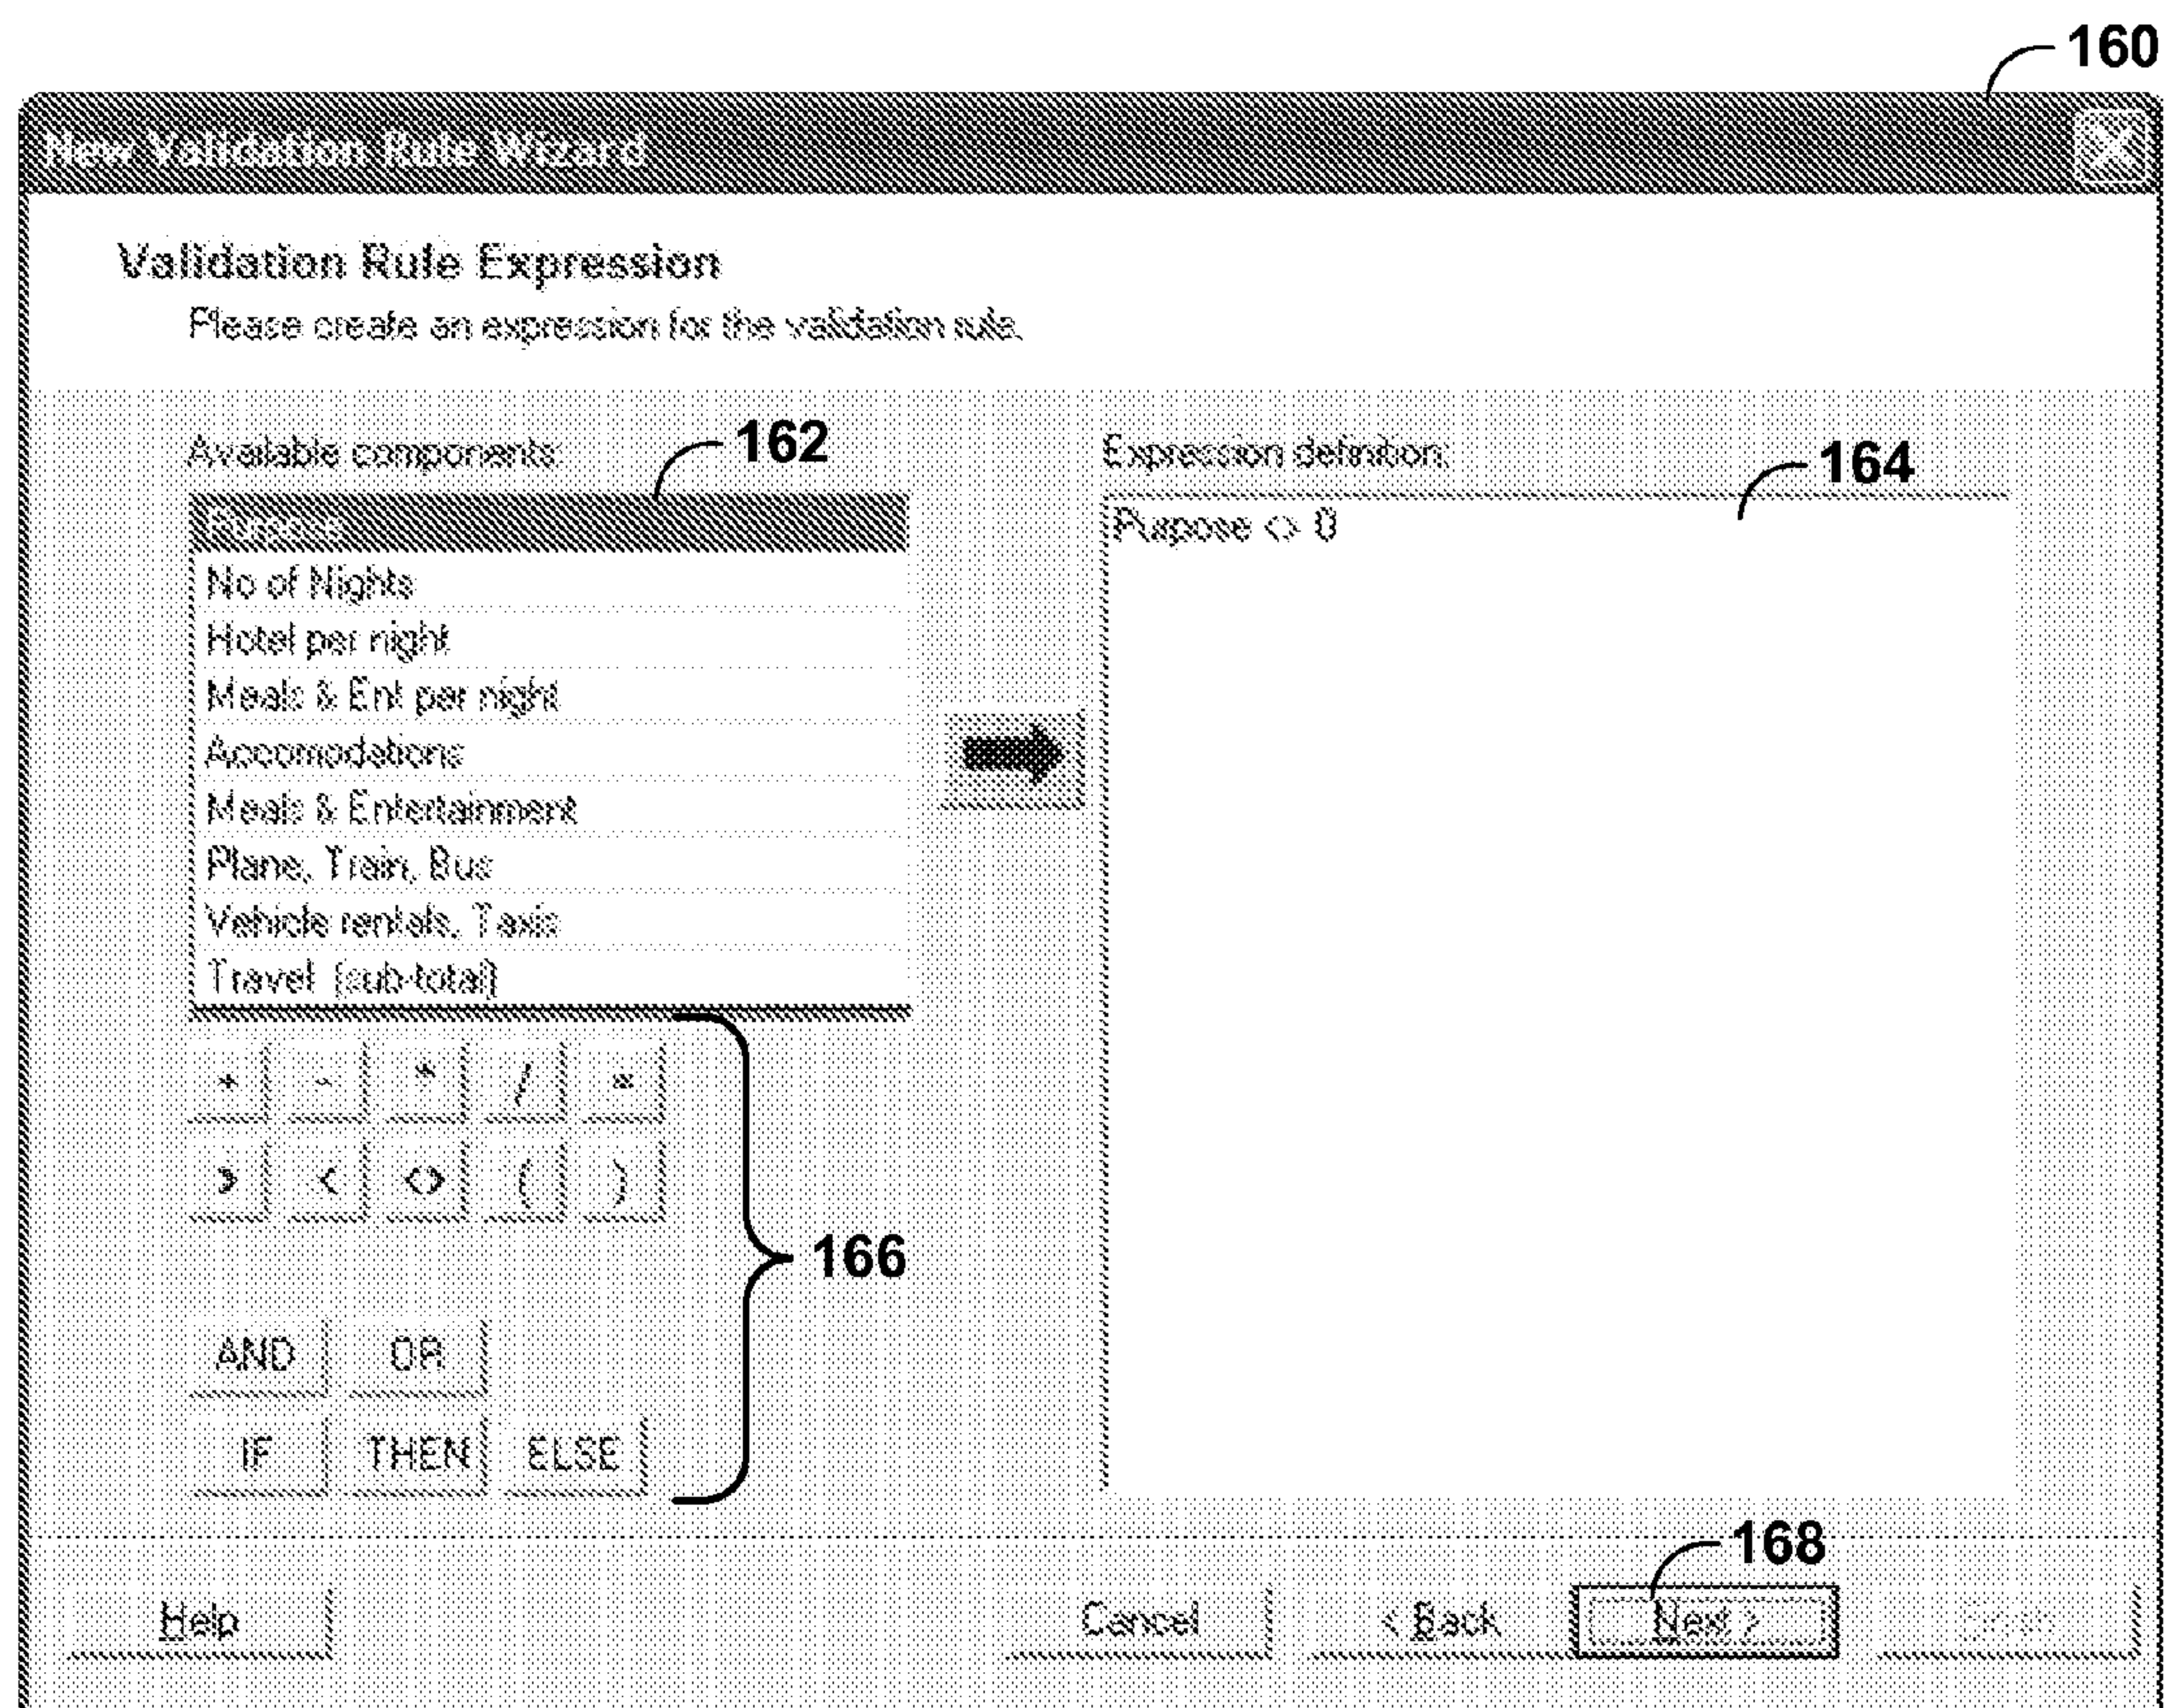 160
New Validation Rule Wizard
Validation Rule Expression
Please create an expression for the validation rule.
Available components:
162
Expression definition:
164
Purpose
Purpose <> 0
No of Nights
Hotel per night
Meals & Ent per night
Accomodations
Meals & Entertainment
Plane, Train, Bus
Vehicle rentals, Taxis
Travel (sub-total)
+ - * / =
> < <> ( )
166
AND OR
IF THEN ELSE
168
Help Cancel < Back Next >